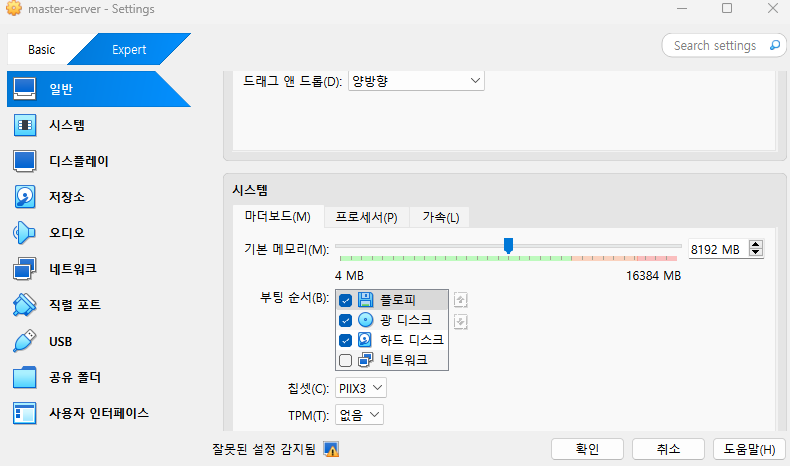 master-server - Settings
Basic
Expert
Search settings
일반
시스템
디스플레이
저장소
오디오
네트워크
직렬 포트
USB
공유 폴더
사용자 인터페이스
드래그 앤 드롭(D): 양방향
시스템
마더보드(M) 프로세서(P) 가속(L)
기본 메모리(M): 8192 MB
4 MB 16384 MB
부팅 순서(B): 플로피
광 디스크
하드 디스크
네트워크
칩셋(C): PIIX3
TPM(T): 없음
잘못된 설정 감지됨
확인 취소 도움말(H)